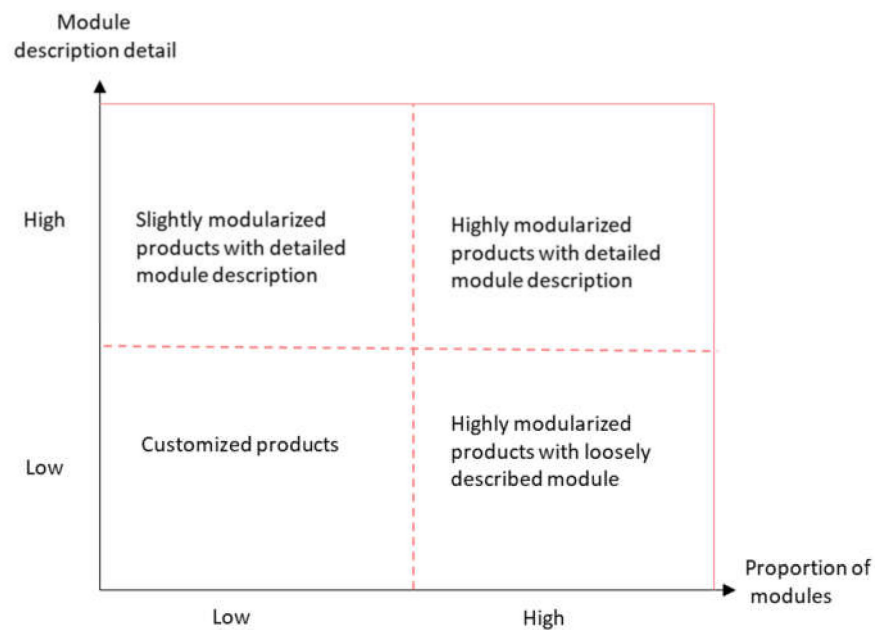 Module
description detail
High
Slightly modularized
products with detailed
module description
Highly modularized
products with detailed
module description
Low
Customized products
Highly modularized
products with loosely
described module
Proportion of
modules
Low
High